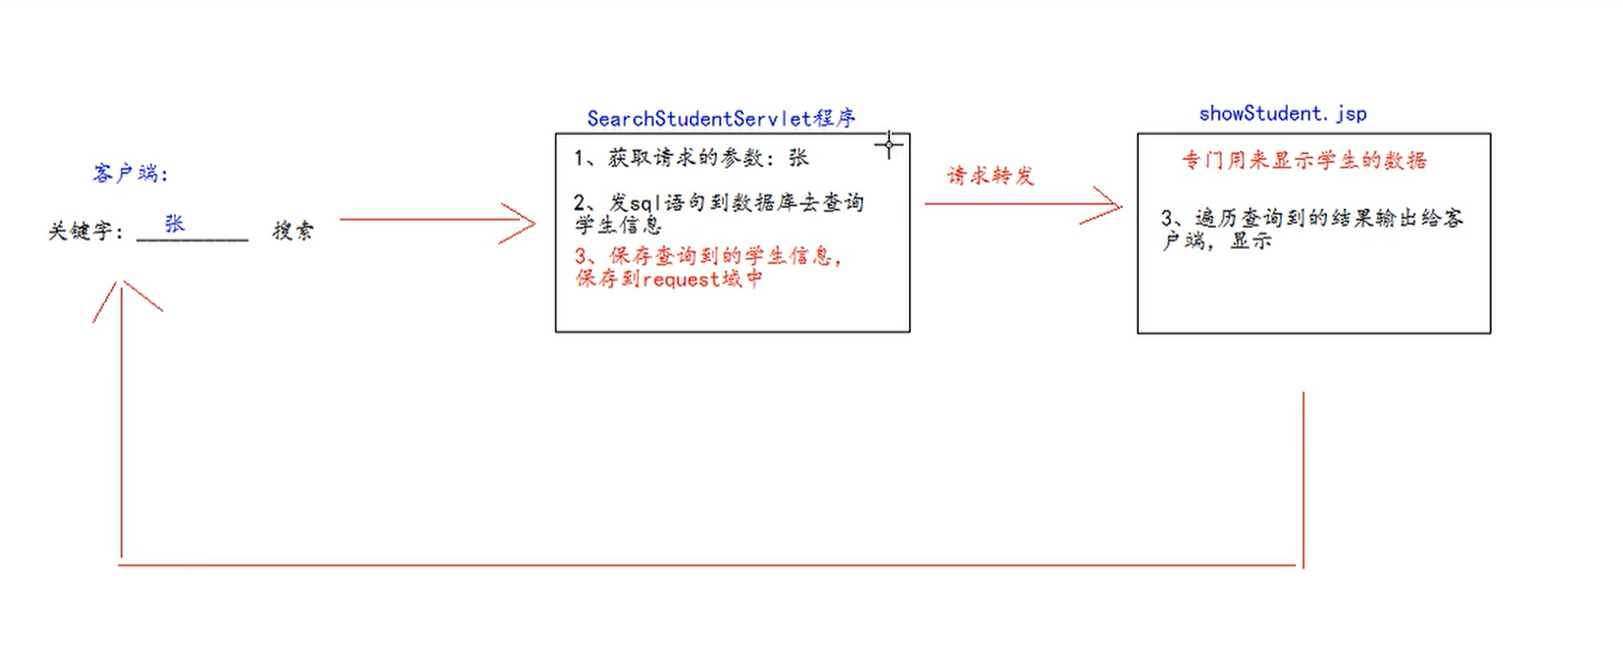 客户端:
关键字: 张 搜索
SearchStudentServlet程序
1、获取请求的参数: 张
2、发sql语句到数据库去查询
学生信息
3、保存查询到的学生信息,
保存到request域中
请求转发
showStudent.jsp
专门用来显示学生的数据
3、遍历查询到的结果输出给客
户端, 显示